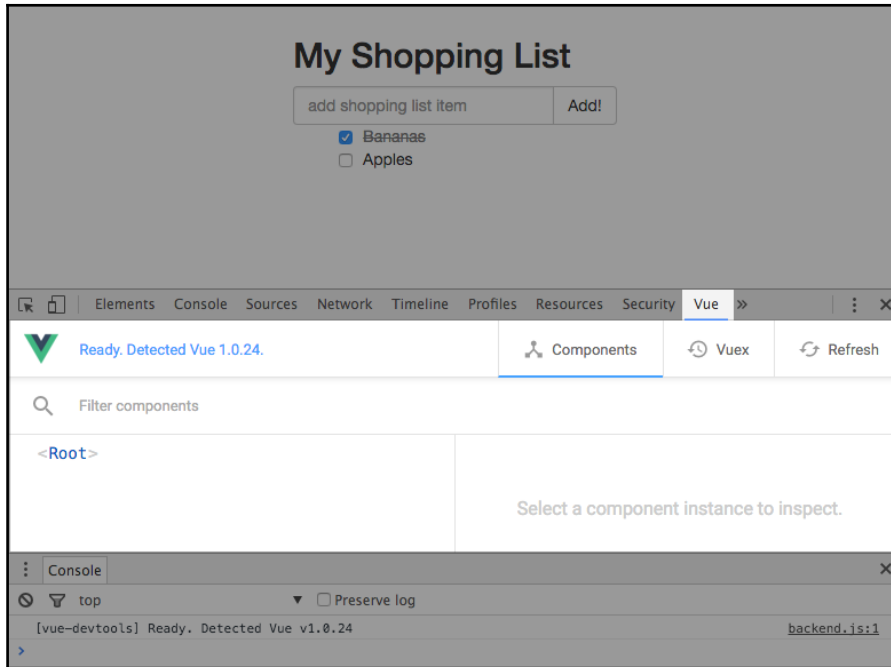 My Shopping List
add shopping list item Add!
Bananas
Apples
Elements Console Sources Network Timeline Profiles Resources Security Vue »
Ready. Detected Vue 1.0.24. Components Vuex Refresh
Filter components
<Root>
Select a component instance to inspect.
Console
top Preserve log
[vue-devtools] Ready. Detected Vue v1.0.24 backend.js:1
>